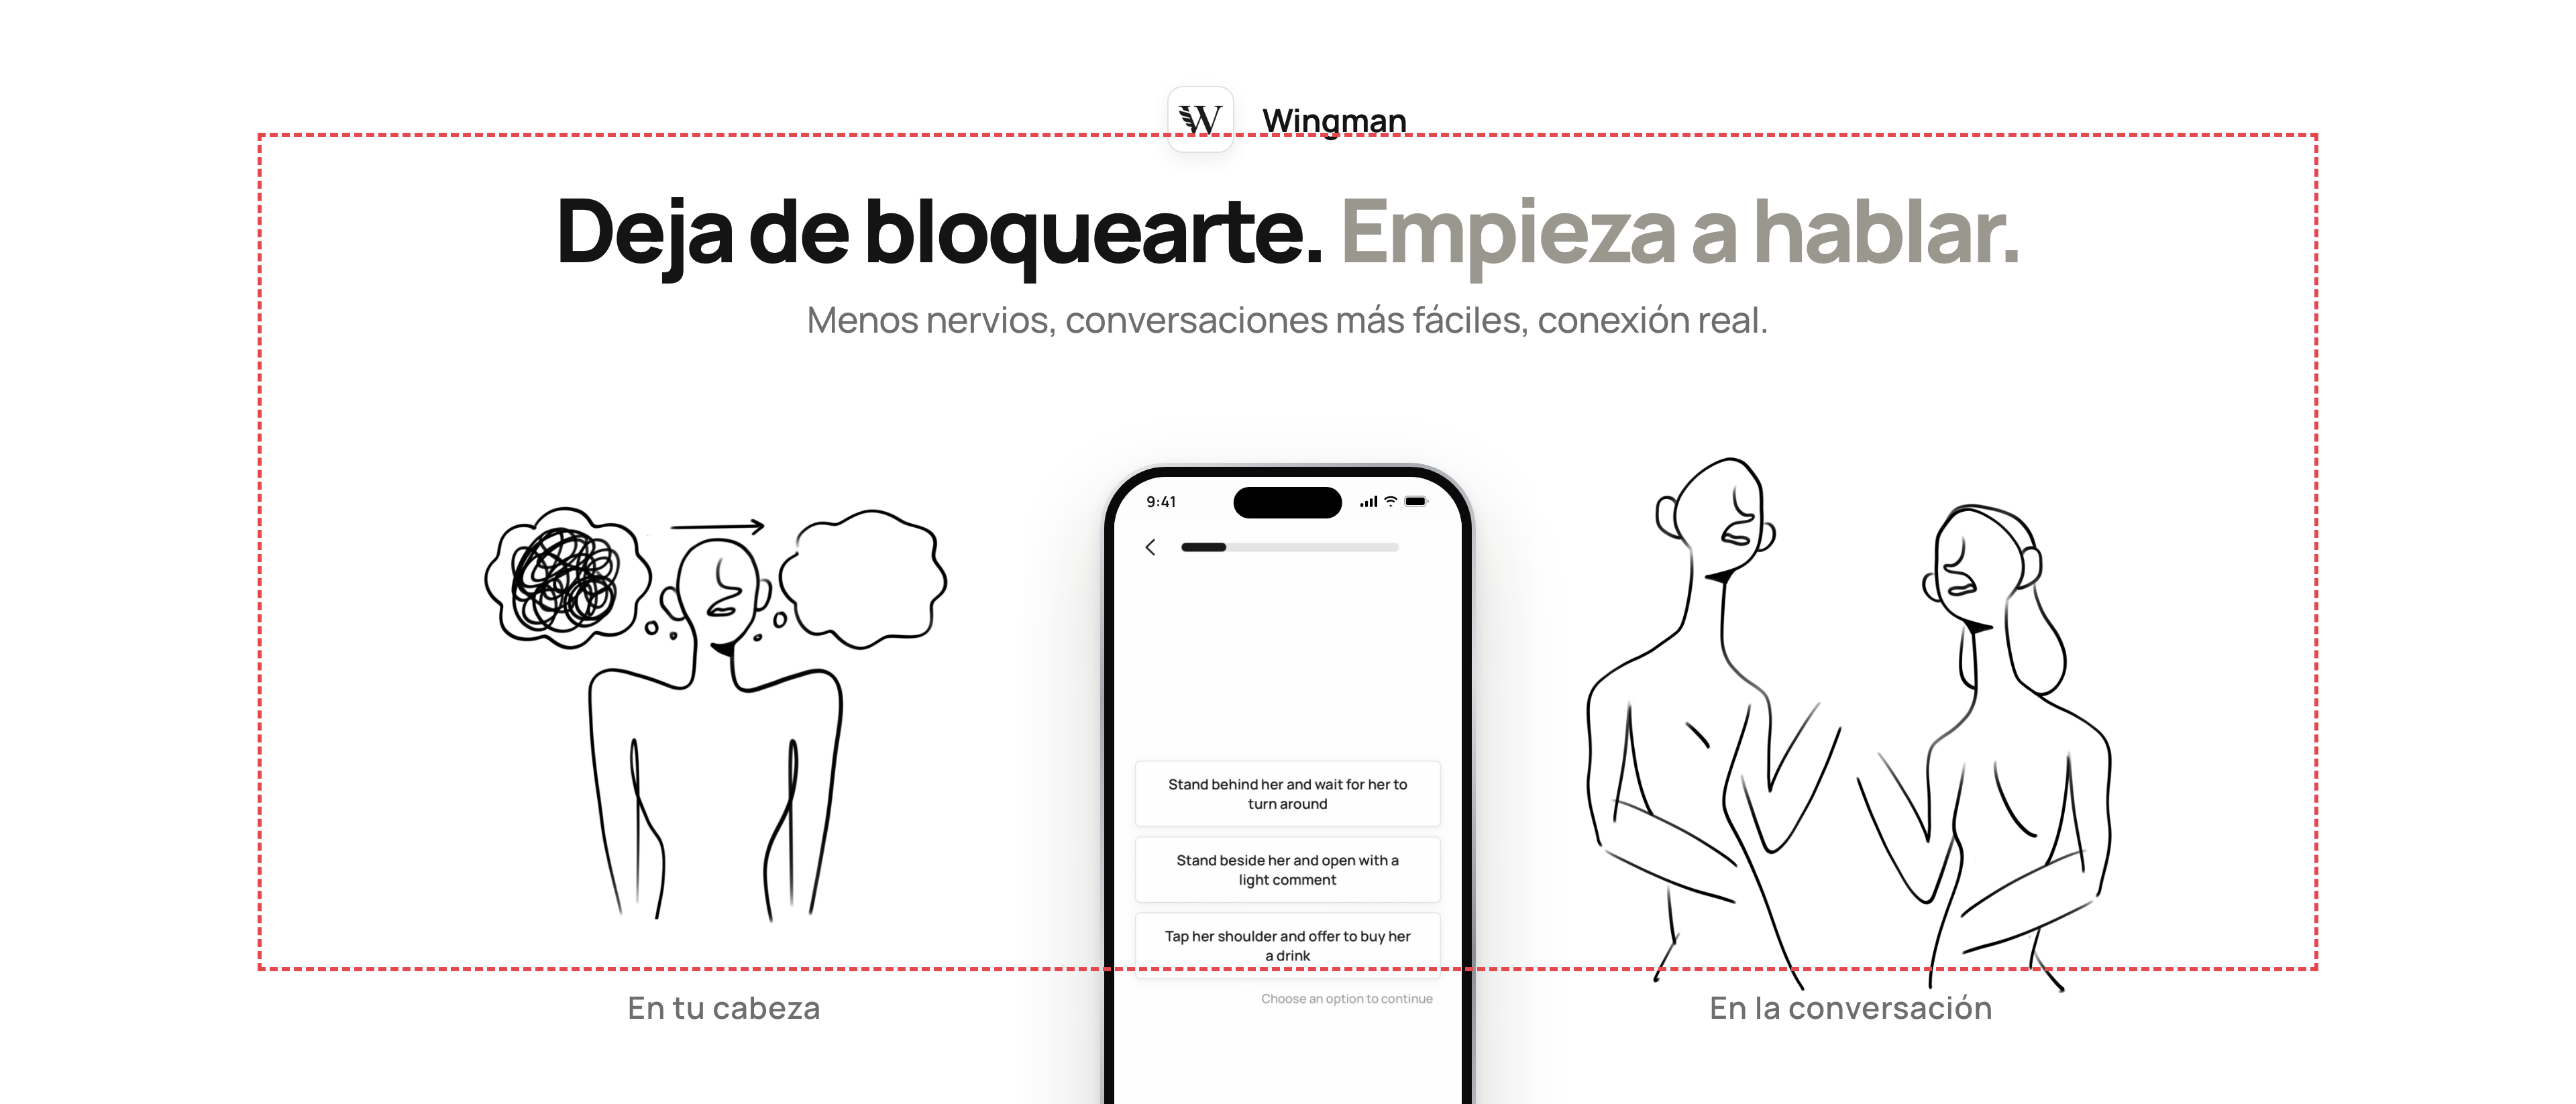 W Wingman
Deja de bloquearte. Empieza a hablar.
Menos nervios, conversaciones más fáciles, conexión real.
9:41
Stand behind her and wait for her to
turn around
Stand beside her and open with a
light comment
Tap her shoulder and offer to buy her
a drink
Choose an option to continue
En tu cabeza
En la conversación